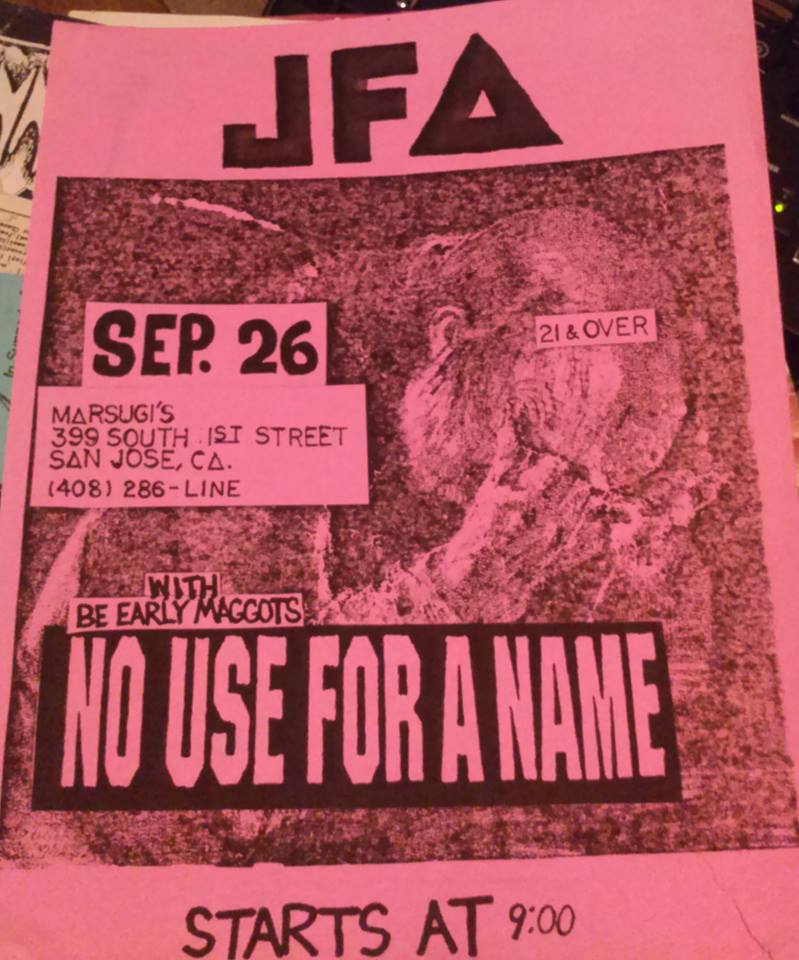 JFA
SEP. 26
21 & OVER
MARSUGI'S
399 SOUTH 1ST STREET
SAN JOSE, CA.
(408) 286-LINE
WITH
BE EARLY MAGGOTS
NO USE FOR A NAME
STARTS AT 9:00